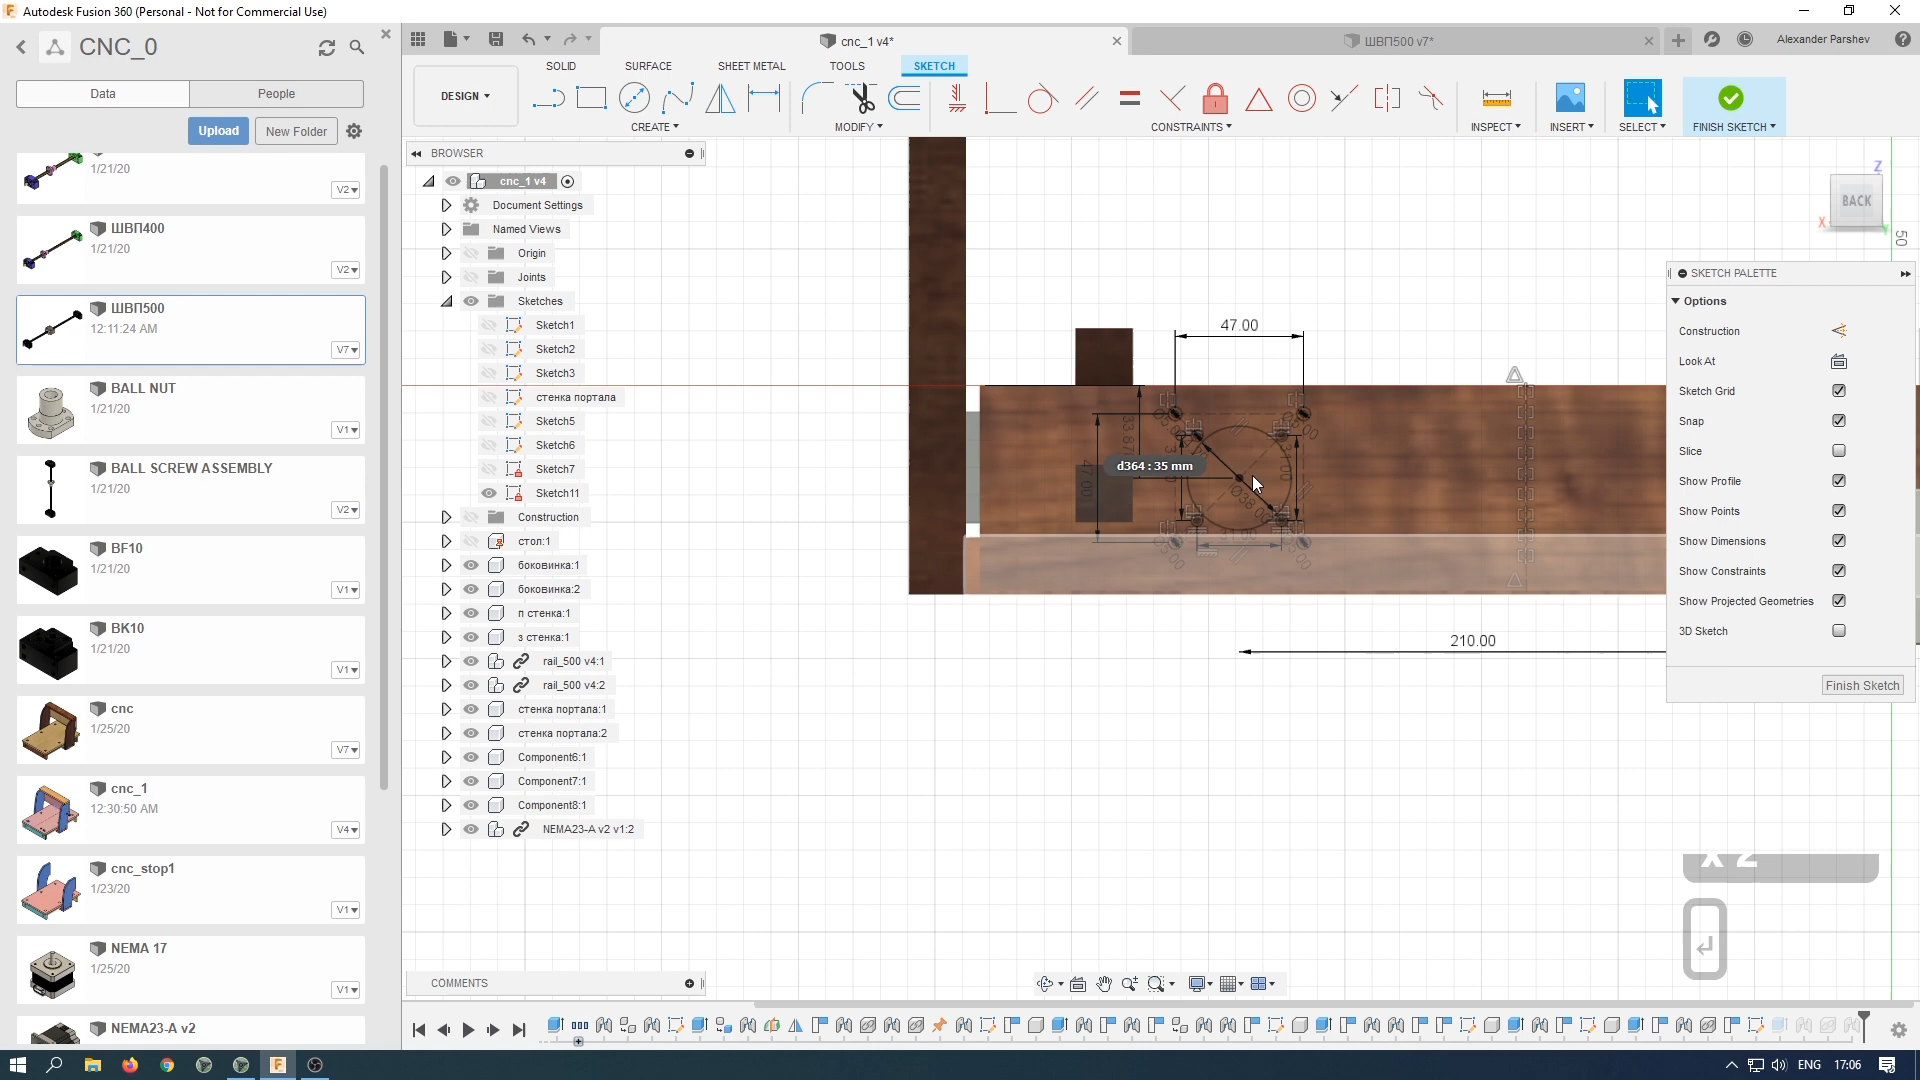 Autodesk Fusion 360 (Personal - Not for Commercial Use)
CNC_0
Data
People
Upload
New Folder
1/21/20
V2
ШВП400
1/21/20
V2
ШВП500
12:11:24 AM
V7
BALL NUT
1/21/20
V1
BALL SCREW ASSEMBLY
1/21/20
V2
BF10
1/21/20
V1
BK10
1/21/20
V1
cnc
1/25/20
V7
cnc_1
12:30:50 AM
V4
cnc_stop1
1/23/20
V1
NEMA 17
1/25/20
V1
NEMA23-A v2
cnc_1 v4*
ШВП500 v7*
Alexander Parshev
DESIGN
SOLID
SURFACE
SHEET METAL
TOOLS
SKETCH
CREATE
MODIFY
CONSTRAINTS
INSPECT
INSERT
SELECT
FINISH SKETCH
BROWSER
cnc_1 v4
Document Settings
Named Views
Origin
Joints
Sketches
Sketch1
Sketch2
Sketch3
стенка портала
Sketch5
Sketch6
Sketch7
Sketch11
Construction
стол:1
боковинка:1
боковинка:2
п стенка:1
з стенка:1
rail_500 v4:1
rail_500 v4:2
стенка портала:1
стенка портала:2
Component6:1
Component7:1
Component8:1
NEMA23-A v2 v1:2
COMMENTS
47.00
d364 : 35 mm
47.00
210.00
Z
BACK
X
50
SKETCH PALETTE
Options
Construction
Look At
Sketch Grid
Snap
Slice
Show Profile
Show Points
Show Dimensions
Show Constraints
Show Projected Geometries
3D Sketch
Finish Sketch
x 2
ENG
17:06